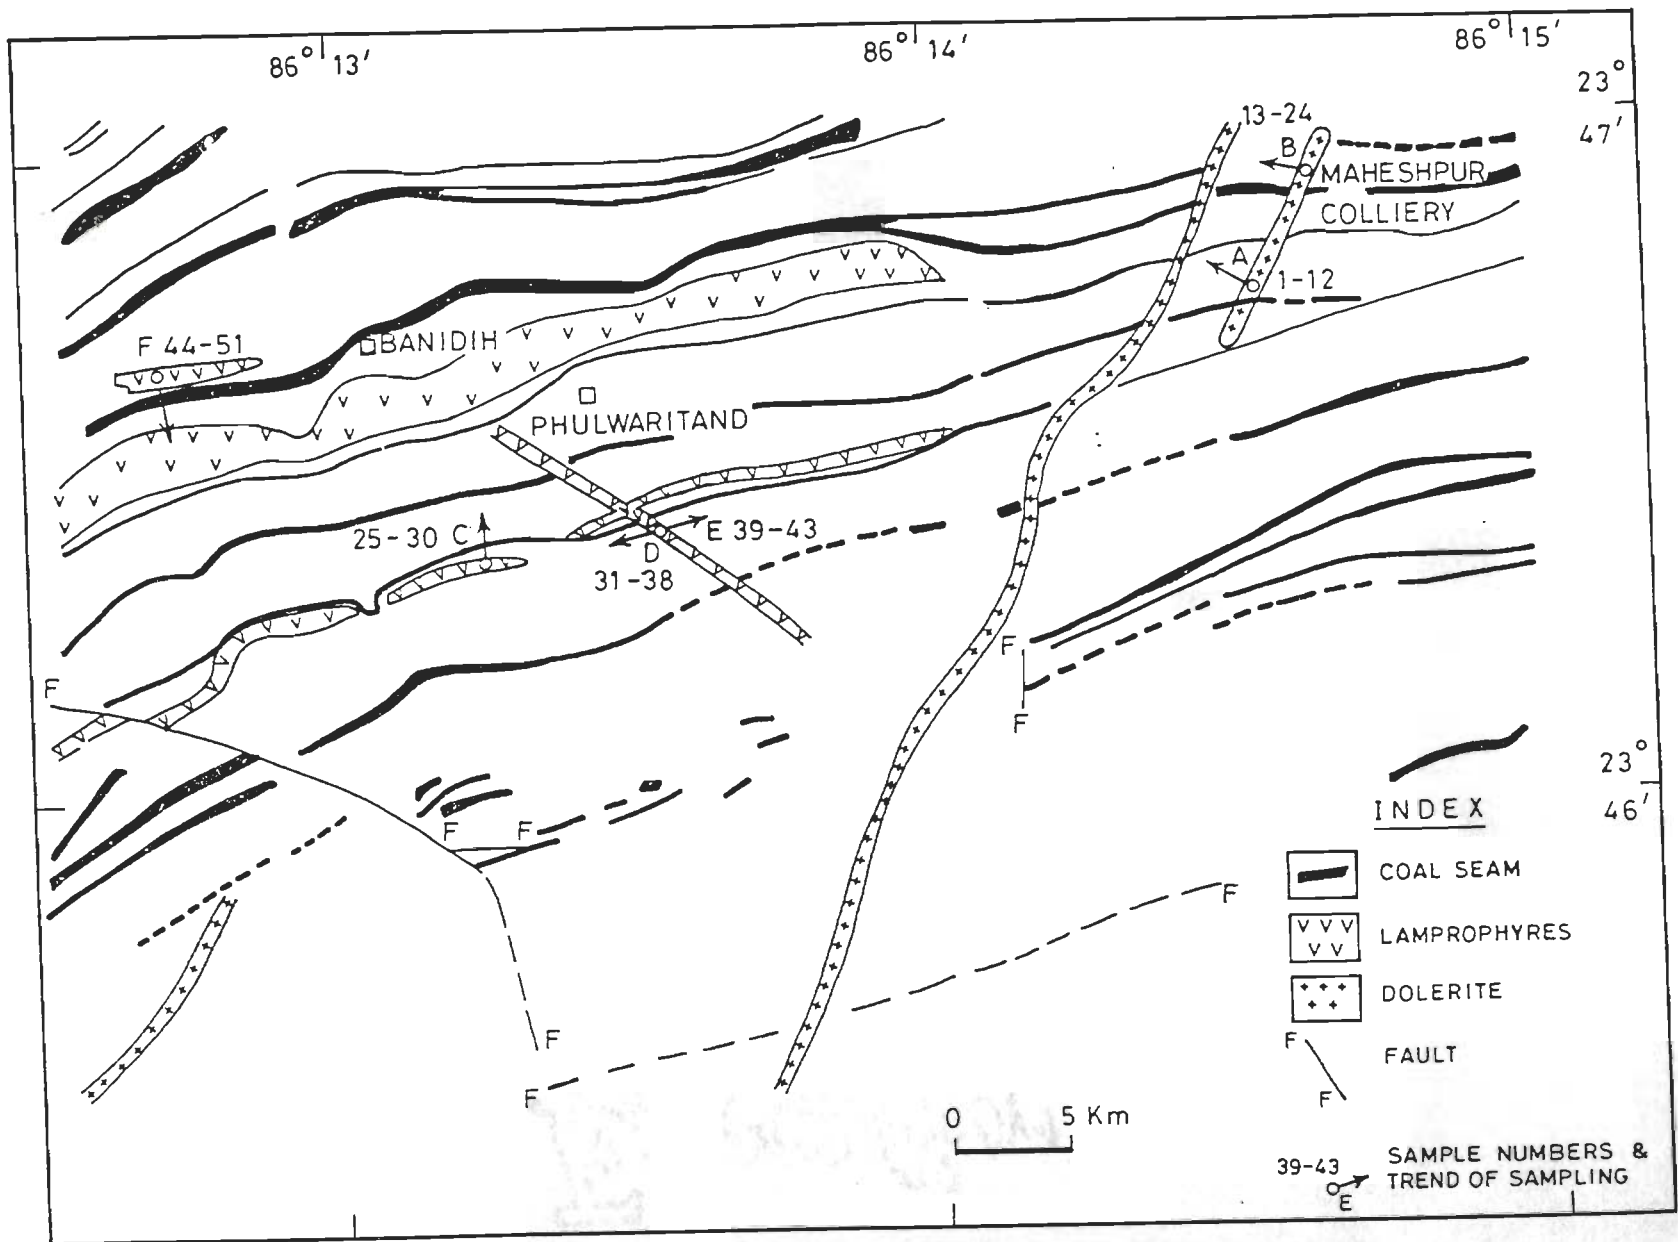 86° 13'
86° 14'
86° 15'
23°
47'
13-24
B
MAHESHPUR
COLLIERY
A
1-12
F 44-51
BANIDIH
PHULWARITAND
25-30 C
E 39-43
D
31-38
F
F
F
23°
46'
F
F
F
F
F
INDEX
COAL SEAM
LAMPROPHYRES
DOLERITE
F
FAULT
F
0 5 Km
39-43
E
SAMPLE NUMBERS &
TREND OF SAMPLING